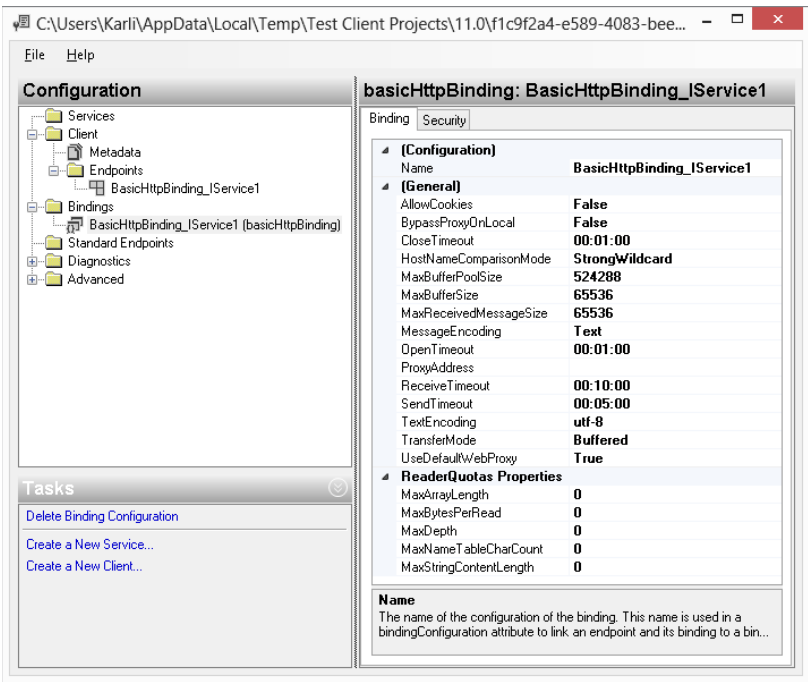 C:\Users\Karli\AppData\Local\Temp\Test Client Projects\11.0\f1c9f2a4-e589-4083-bee...
File Help
Configuration
Services
Client
Metadata
Endpoints
BasicHttpBinding_IService1
Bindings
BasicHttpBinding_IService1 (basicHttpBinding)
Standard Endpoints
Diagnostics
Advanced
Tasks
Delete Binding Configuration
Create a New Service...
Create a New Client...
basicHttpBinding: BasicHttpBinding_IService1
Binding Security
(Configuration)
Name BasicHttpBinding_IService1
(General)
AllowCookies False
BypassProxyOnLocal False
CloseTimeout 00:01:00
HostNameComparisonMode StrongWildcard
MaxBufferPoolSize 524288
MaxBufferSize 65536
MaxReceivedMessageSize 65536
MessageEncoding Text
OpenTimeout 00:01:00
ProxyAddress
ReceiveTimeout 00:10:00
SendTimeout 00:05:00
TextEncoding utf-8
TransferMode Buffered
UseDefaultWebProxy True
ReaderQuotas Properties
MaxArrayLength 0
MaxBytesPerRead 0
MaxDepth 0
MaxNameTableCharCount 0
MaxStringContentLength 0
Name
The name of the configuration of the binding. This name is used in a
bindingConfiguration attribute to link an endpoint and its binding to a bin...